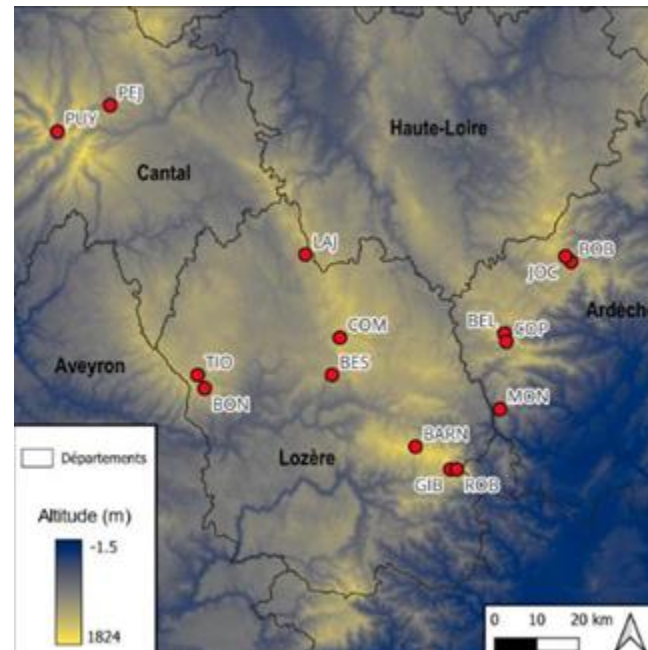 PEJ
PUY
Haute-Loire
Cantal
LAJ
BOB
JOC
Ardèch
BEL
COP
COM
Aveyron
TIO
BES
BON
MON
BARN
Lozère
GIB
ROB
Départements
Altitude (m)
-1.5
1824
0 10 20 km